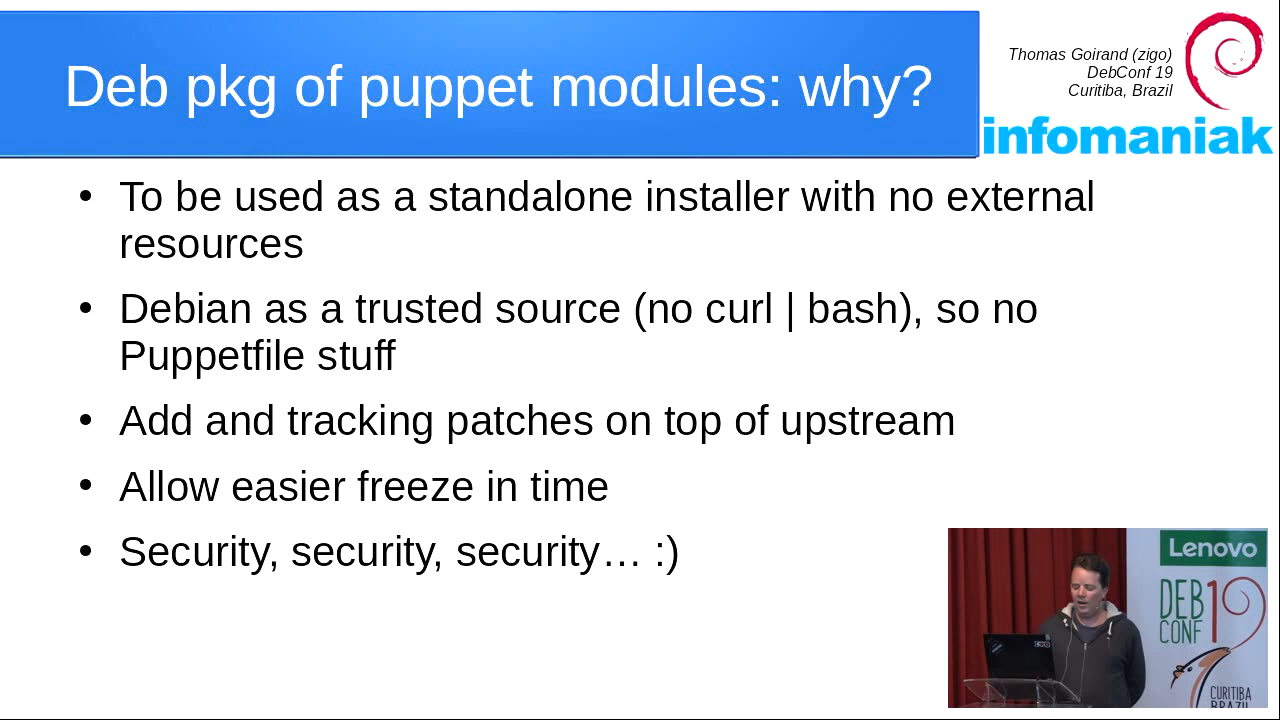 Deb pkg of puppet modules: why?
Thomas Goirand (zigo)
DebConf 19
Curitiba, Brazil
infomaniak
• To be used as a standalone installer with no external
resources
• Debian as a trusted source (no curl | bash), so no
Puppetfile stuff
• Add and tracking patches on top of upstream
• Allow easier freeze in time
• Security, security, security… :)
Lenovo
DEB19
CONF
CURITIBA
BRAZIL